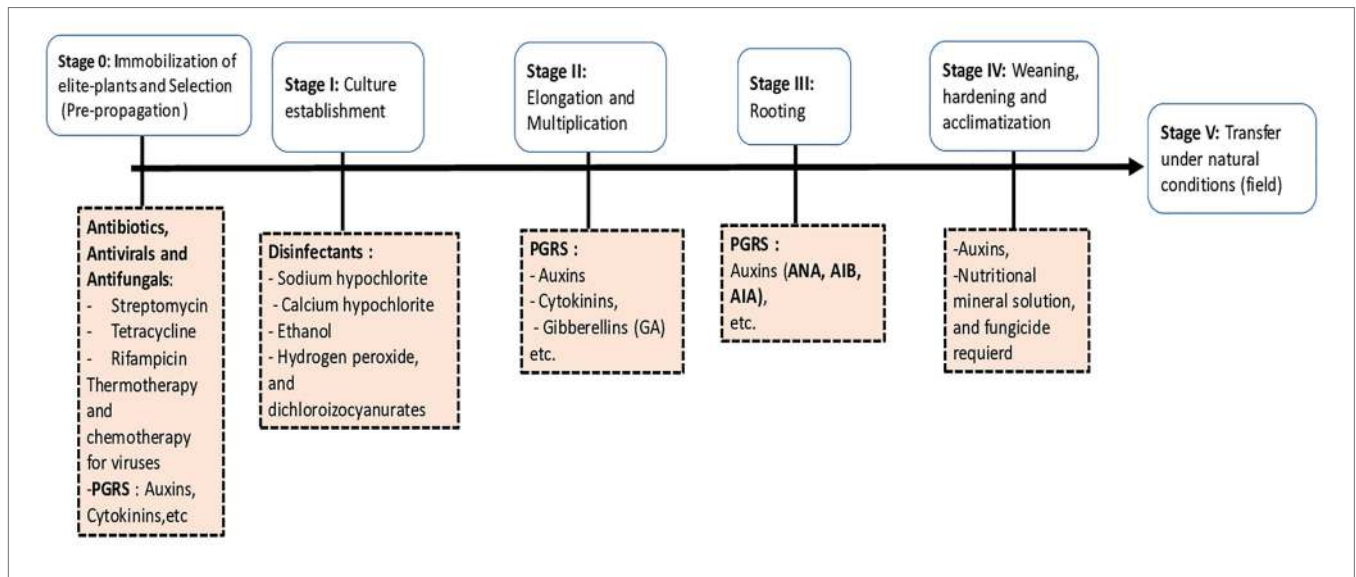 Stage 0: Immobilization of
elite-plants and Selection
(Pre-propagation)
Stage I: Culture
establishment
Stage II:
Elongation and
Multiplication
Stage III:
Rooting
Stage IV: Weaning,
hardening and
acclimatization
Stage V: Transfer
under natural
conditions (field)
Antibiotics,
Antivirals and
Antifungals:
- Streptomycin
- Tetracycline
- Rifampicin
Thermotherapy
and
chemotherapy
for viruses
-PGRS : Auxins,
Cytokinins,etc
Disinfectants :
- Sodium hypochlorite
- Calcium hypochlorite
- Ethanol
- Hydrogen peroxide,
and
dichloroizocyanurates
PGRS :
- Auxins
- Cytokinins,
- Gibberellins (GA)
etc.
PGRS :
Auxins (ANA, AIB,
AIA),
etc.
-Auxins,
-Nutritional
mineral solution,
and fungicide
requierd